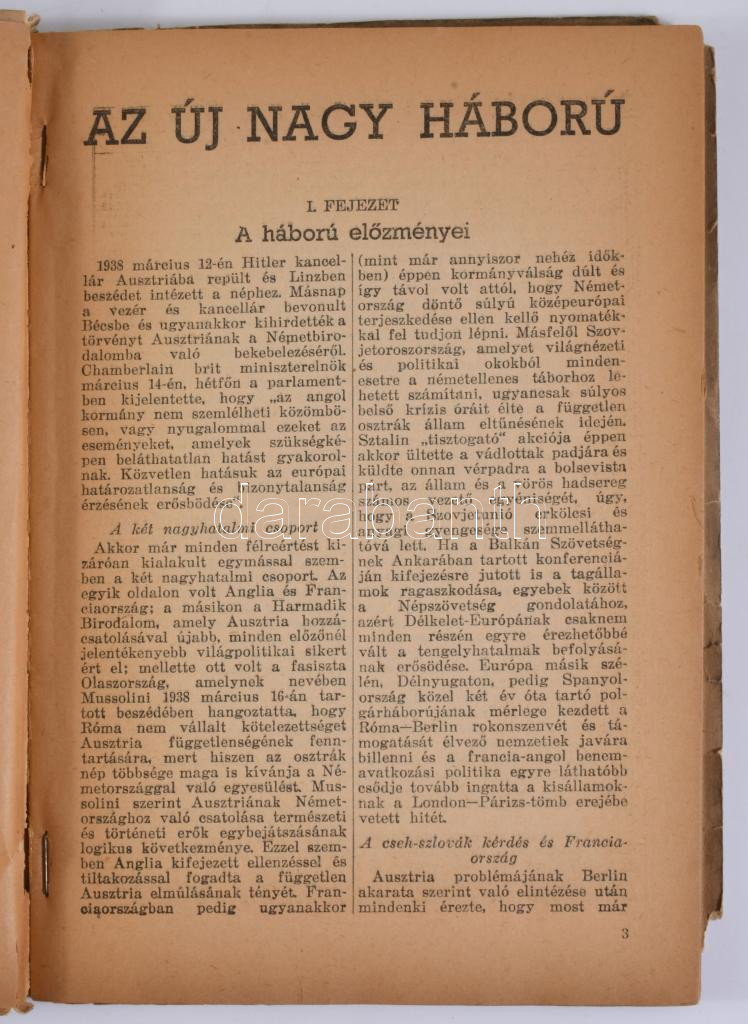 AZ ÚJ NAGY HÁBORÚ
I. FEJEZET
A háború előzményei
1938 március 12-én Hitler kancel-
lár Ausztriába repült és Linzben
beszédet intézett a néphez. Másnap
a vezér és kancellár bevonult
Bécsbe és ugyanakkor kihirdették a
törvényt Ausztriának a Németbiro-
dalomba való bekebelezéséről.
Chamberlain brit miniszterelnök
március 14-én, hétfőn a parlament-
ben kijelentette, hogy „az angol
kormány nem szemlélheti közömbö-
sen, vagy nyugalommal ezeket az
eseményeket, amelyek szükségké-
pen beláthatatlan hatást gyakorol-
nak. Közvetlen hatásuk az európai
határozatlanság és bizonytalanság
érzésének erősbödése“.
A két nagyhatalmi csoport
Akkor már minden félreértést ki-
záróan kialakult egymással szem-
ben a két nagyhatalmi csoport. Az
egyik oldalon volt Anglia és Fran-
ciaország; a másikon a Harmadik
Birodalom, amely Ausztria hozzá-
csatolásával újabb, minden előzőnél
jelentékenyebb világpolitikai sikert
ért el; mellette ott volt a fasiszta
Olaszország, amelynek nevében
Mussolini 1938 március 16-án tar-
tott beszédében hangoztatta, hogy
Róma nem vállalt kötelezettséget
Ausztria függetlenségének fenn-
tartására, mert hiszen az osztrák
nép többsége maga is kívánja a Né-
metországgal való egyesülést. Mus-
solini szerint Ausztriának Német-
országhoz való csatolása természeti
és történeti erők egybejátszásának
logikus következménye. Ezzel szem-
ben Anglia kifejezett ellenzéssel és
tiltakozással fogadta a független
Ausztria elmúlásának tényét. Fran-
ciaországban pedig ugyanakkor
(mint már annyiszor nehéz idők-
ben) éppen kormányválság dúlt és
így távol volt attól, hogy Német-
ország döntő súlyú középeurópai
terjeszkedése ellen kellő nyomaték-
kal fel tudjon lépni. Másfelől Szov-
jetoroszország, amelyet világnézeti
és politikai okokból minden-
esetre a németellenes táborhoz le-
hetett számítani, ugyancsak súlyos
belső krízis óráit élte a független
osztrák állam eltűnésének idején.
Sztalin „tisztogató“ akciója éppen
akkor ültette a vádlottak padjára és
küldte onnan vérpadra a bolsevista
párt, az állam és a vörös hadsereg
számos vezető egyéniségét, úgy,
hogy a Szovjetunió erkölcsi és
anyagi gyengesége szemmellátha-
tóvá lett. Ha a Balkán Szövetség-
nek Ankarában tartott konferenciá-
ján kifejezésre jutott is a tagálla-
mok ragaszkodása, egyebek között
a Népszövetség gondolatához,
azért Délkelet-Európának csaknem
minden részén egyre érezhetőbbé
vált a tengelyhatalmak befolyásá-
nak erősödése. Európa másik szé-
lén, Délnyugaton, pedig Spanyol-
ország közel két év óta tartó pol-
gárháborújának mérlege kezdett a
Róma—Berlin rokonszenvét és tá-
mogatását élvező nemzetiek javára
billenni és a francia-angol benem-
avatkozási politika egyre láthatóbb
csődje tovább ingatta a kisállamok-
nak a London—Párizs-tömb erejébe
vetett hitét.
A cseh-szlovák kérdés és Francia-
ország
Ausztria problémájának Berlin
akarata szerint való elintézése után
mindenki érezte, hogy most már
3
darabanth